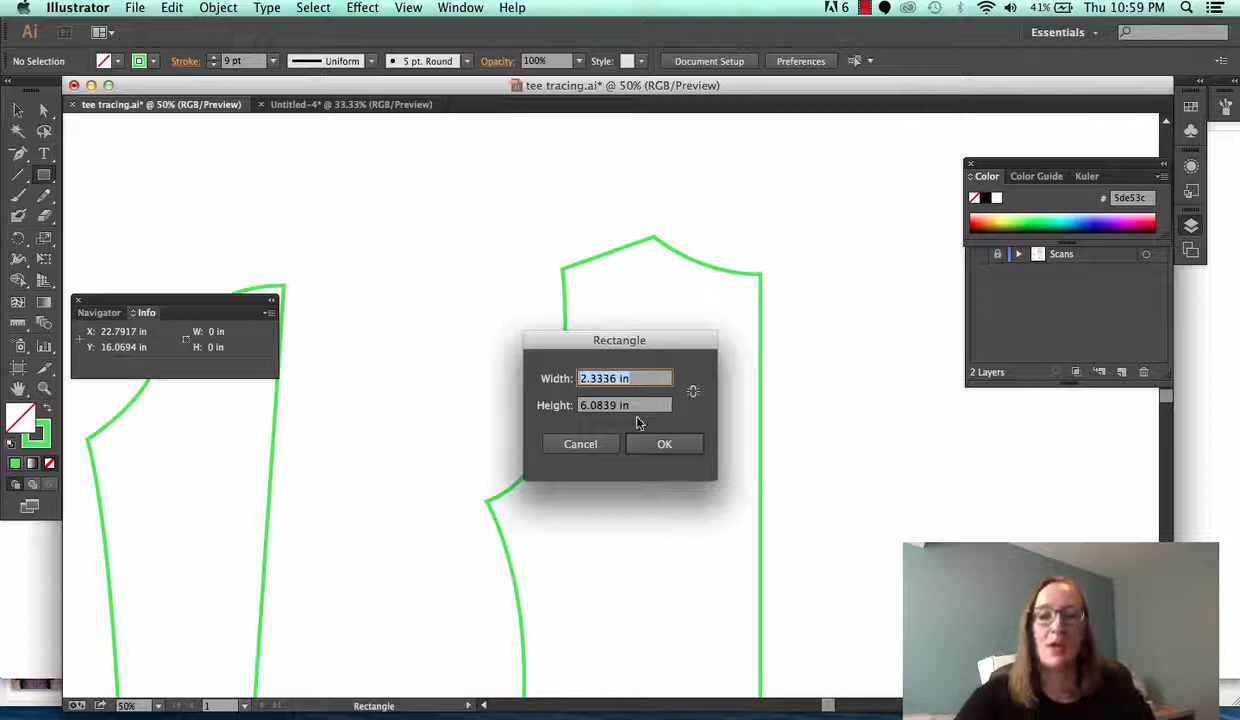 Illustrator File Edit Object Type Select Effect View Window Help 6 41% Thu 10:59 PM
Ai Br Essentials
No Selection Stroke: 9 pt Uniform 5 pt. Round Opacity: 100% Style: Document Setup Preferences
tee tracing.ai* @ 50% (RGB/Preview)
tee tracing.ai* @ 50% (RGB/Preview) Untitled-4* @ 33.33% (RGB/Preview)
Color Color Guide Kuler
# 5de53c
Scans
2 Layers
Navigator Info
X: 22.7917 in W: 0 in
Y: 16.0694 in H: 0 in
Rectangle
Width: 2.3336 in
Height: 6.0839 in
Cancel OK
50% 1 Rectangle